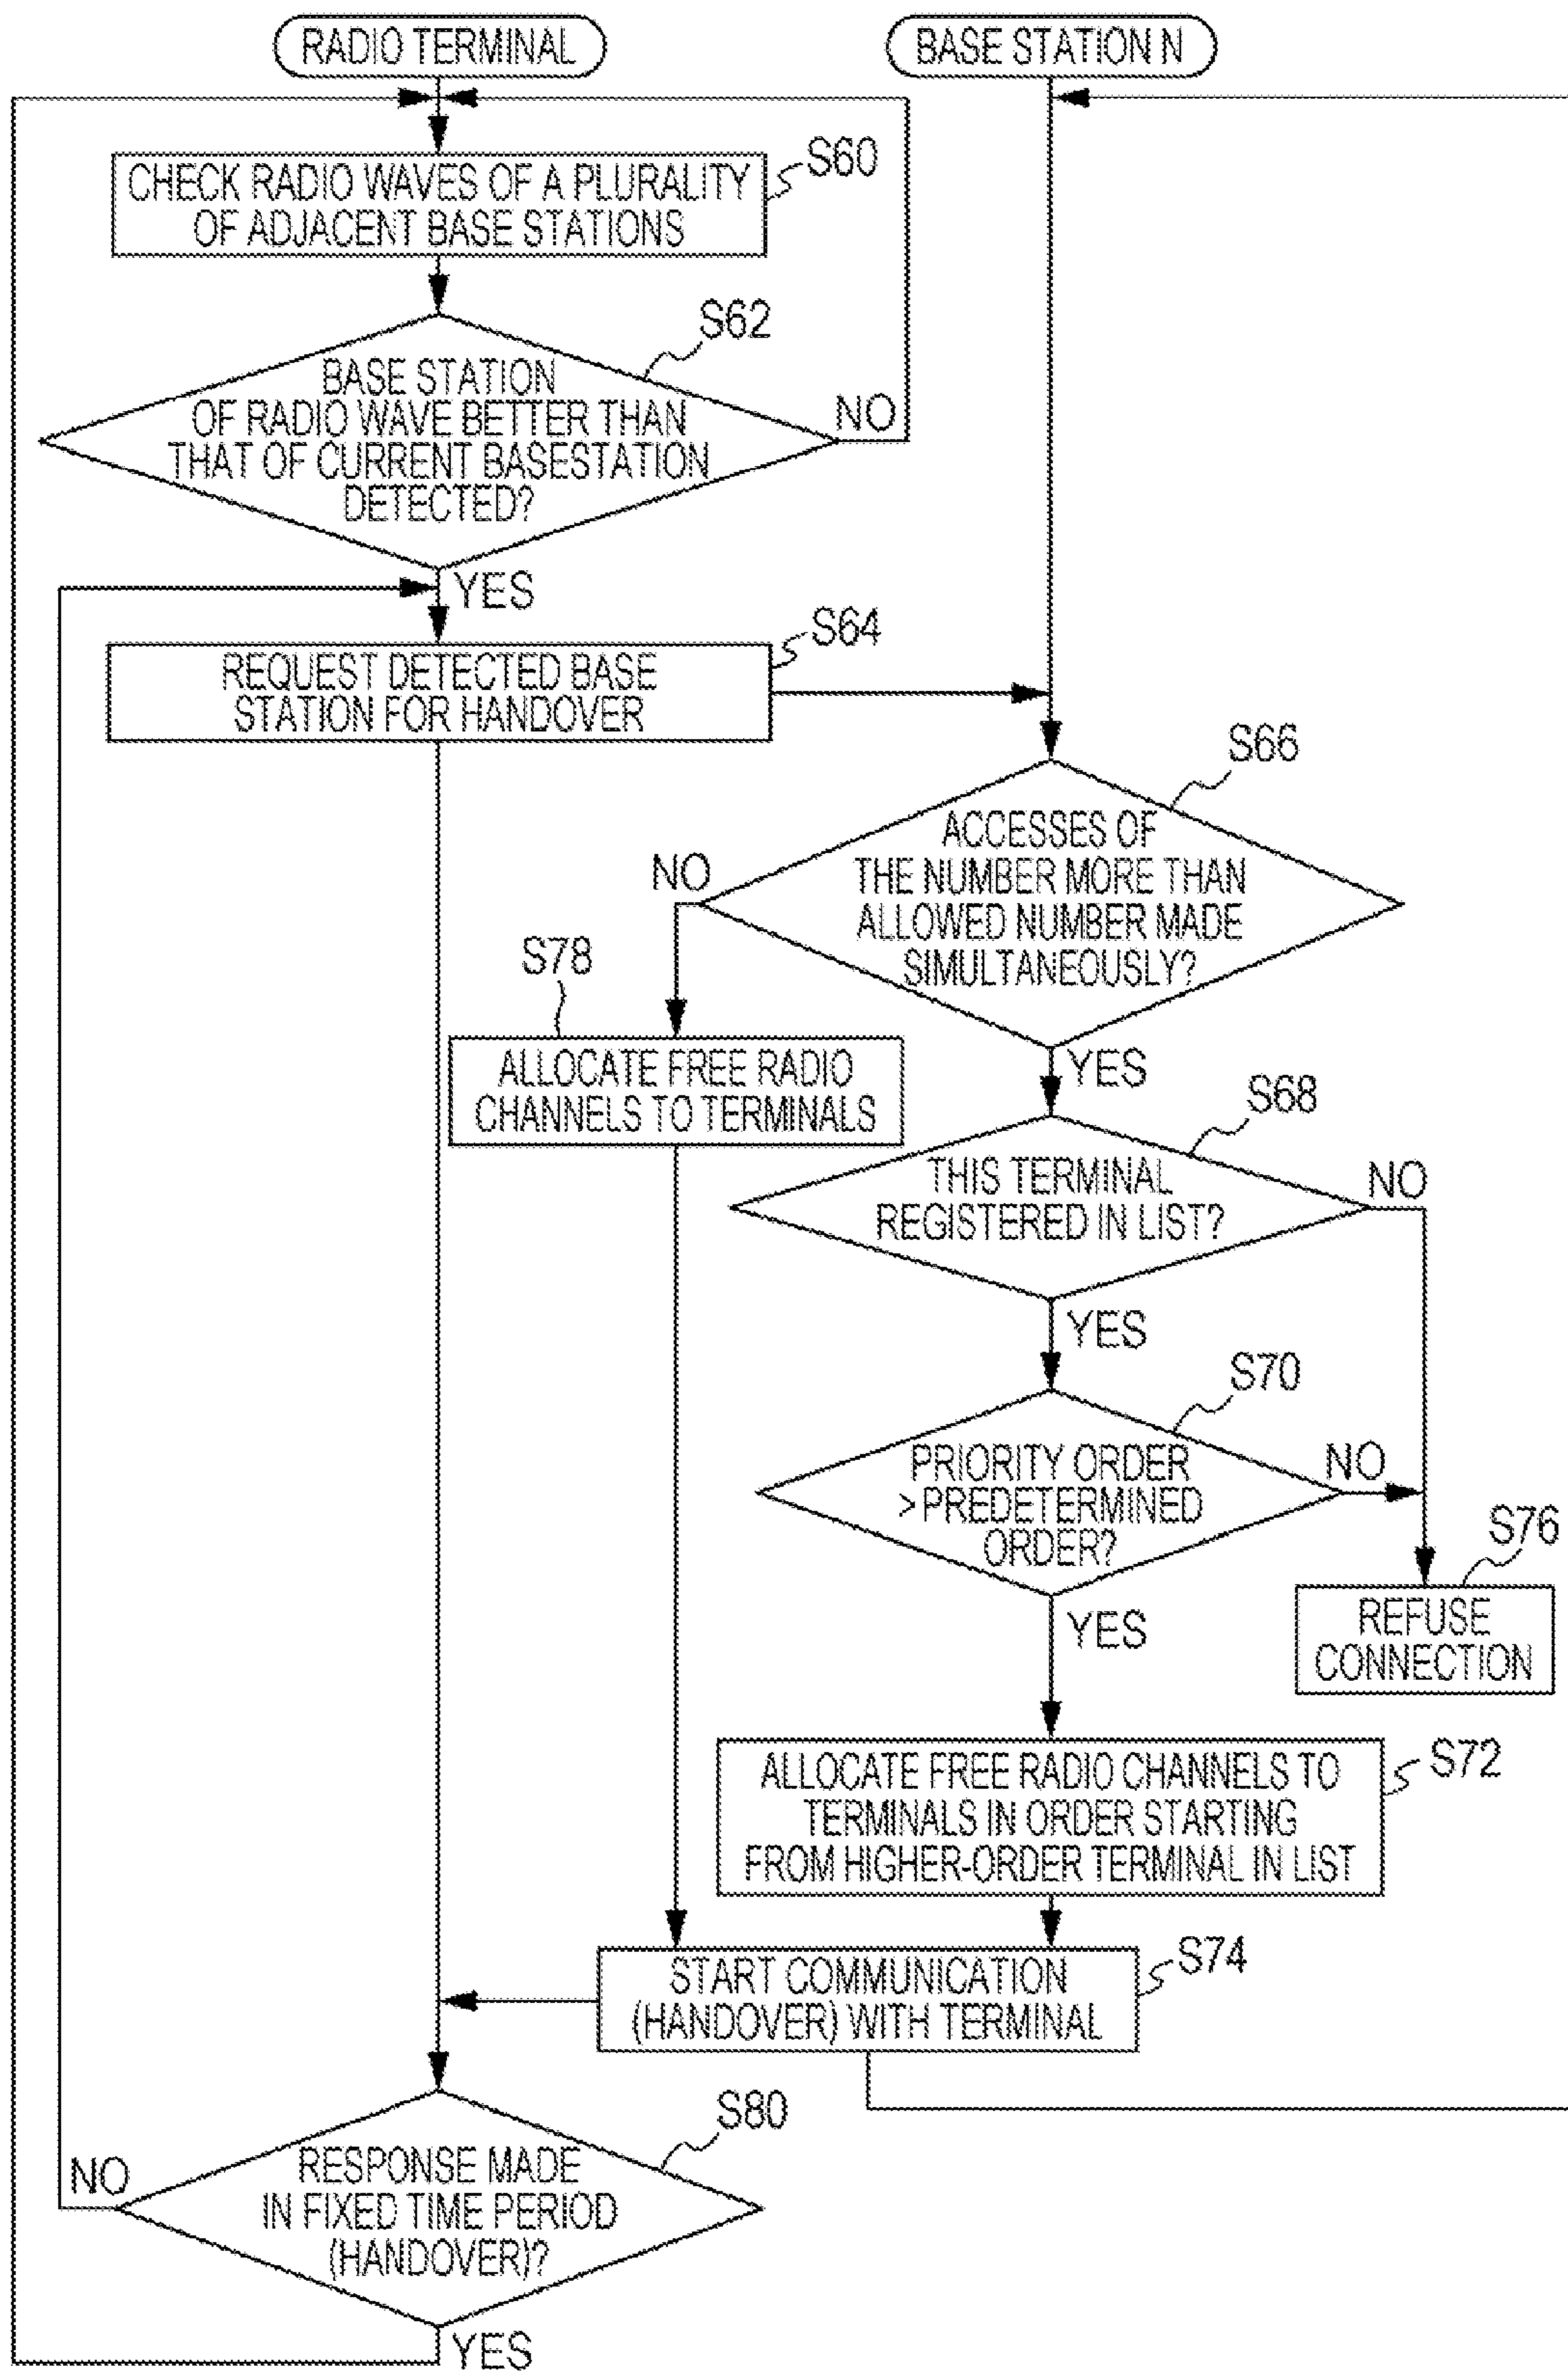 RADIO TERMINAL
BASE STATION N
S60
CHECK RADIO WAVES OF A PLURALITY
OF ADJACENT BASE STATIONS
S62
BASE STATION
OF RADIO WAVE BETTER THAN
THAT OF CURRENT BASESTATION
DETECTED?
NO
YES
S64
REQUEST DETECTED BASE
STATION FOR HANDOVER
S66
ACCESSES OF
THE NUMBER MORE THAN
ALLOWED NUMBER MADE
SIMULTANEOUSLY?
NO
YES
S78
ALLOCATE FREE RADIO
CHANNELS TO TERMINALS
S68
THIS TERMINAL
REGISTERED IN LIST?
NO
YES
S70
PRIORITY ORDER
> PREDETERMINED
ORDER?
NO
YES
S76
REFUSE
CONNECTION
S72
ALLOCATE FREE RADIO CHANNELS TO
TERMINALS IN ORDER STARTING
FROM HIGHER-ORDER TERMINAL IN LIST
S74
START COMMUNICATION
(HANDOVER) WITH TERMINAL
S80
RESPONSE MADE
IN FIXED TIME PERIOD
(HANDOVER)?
NO
YES